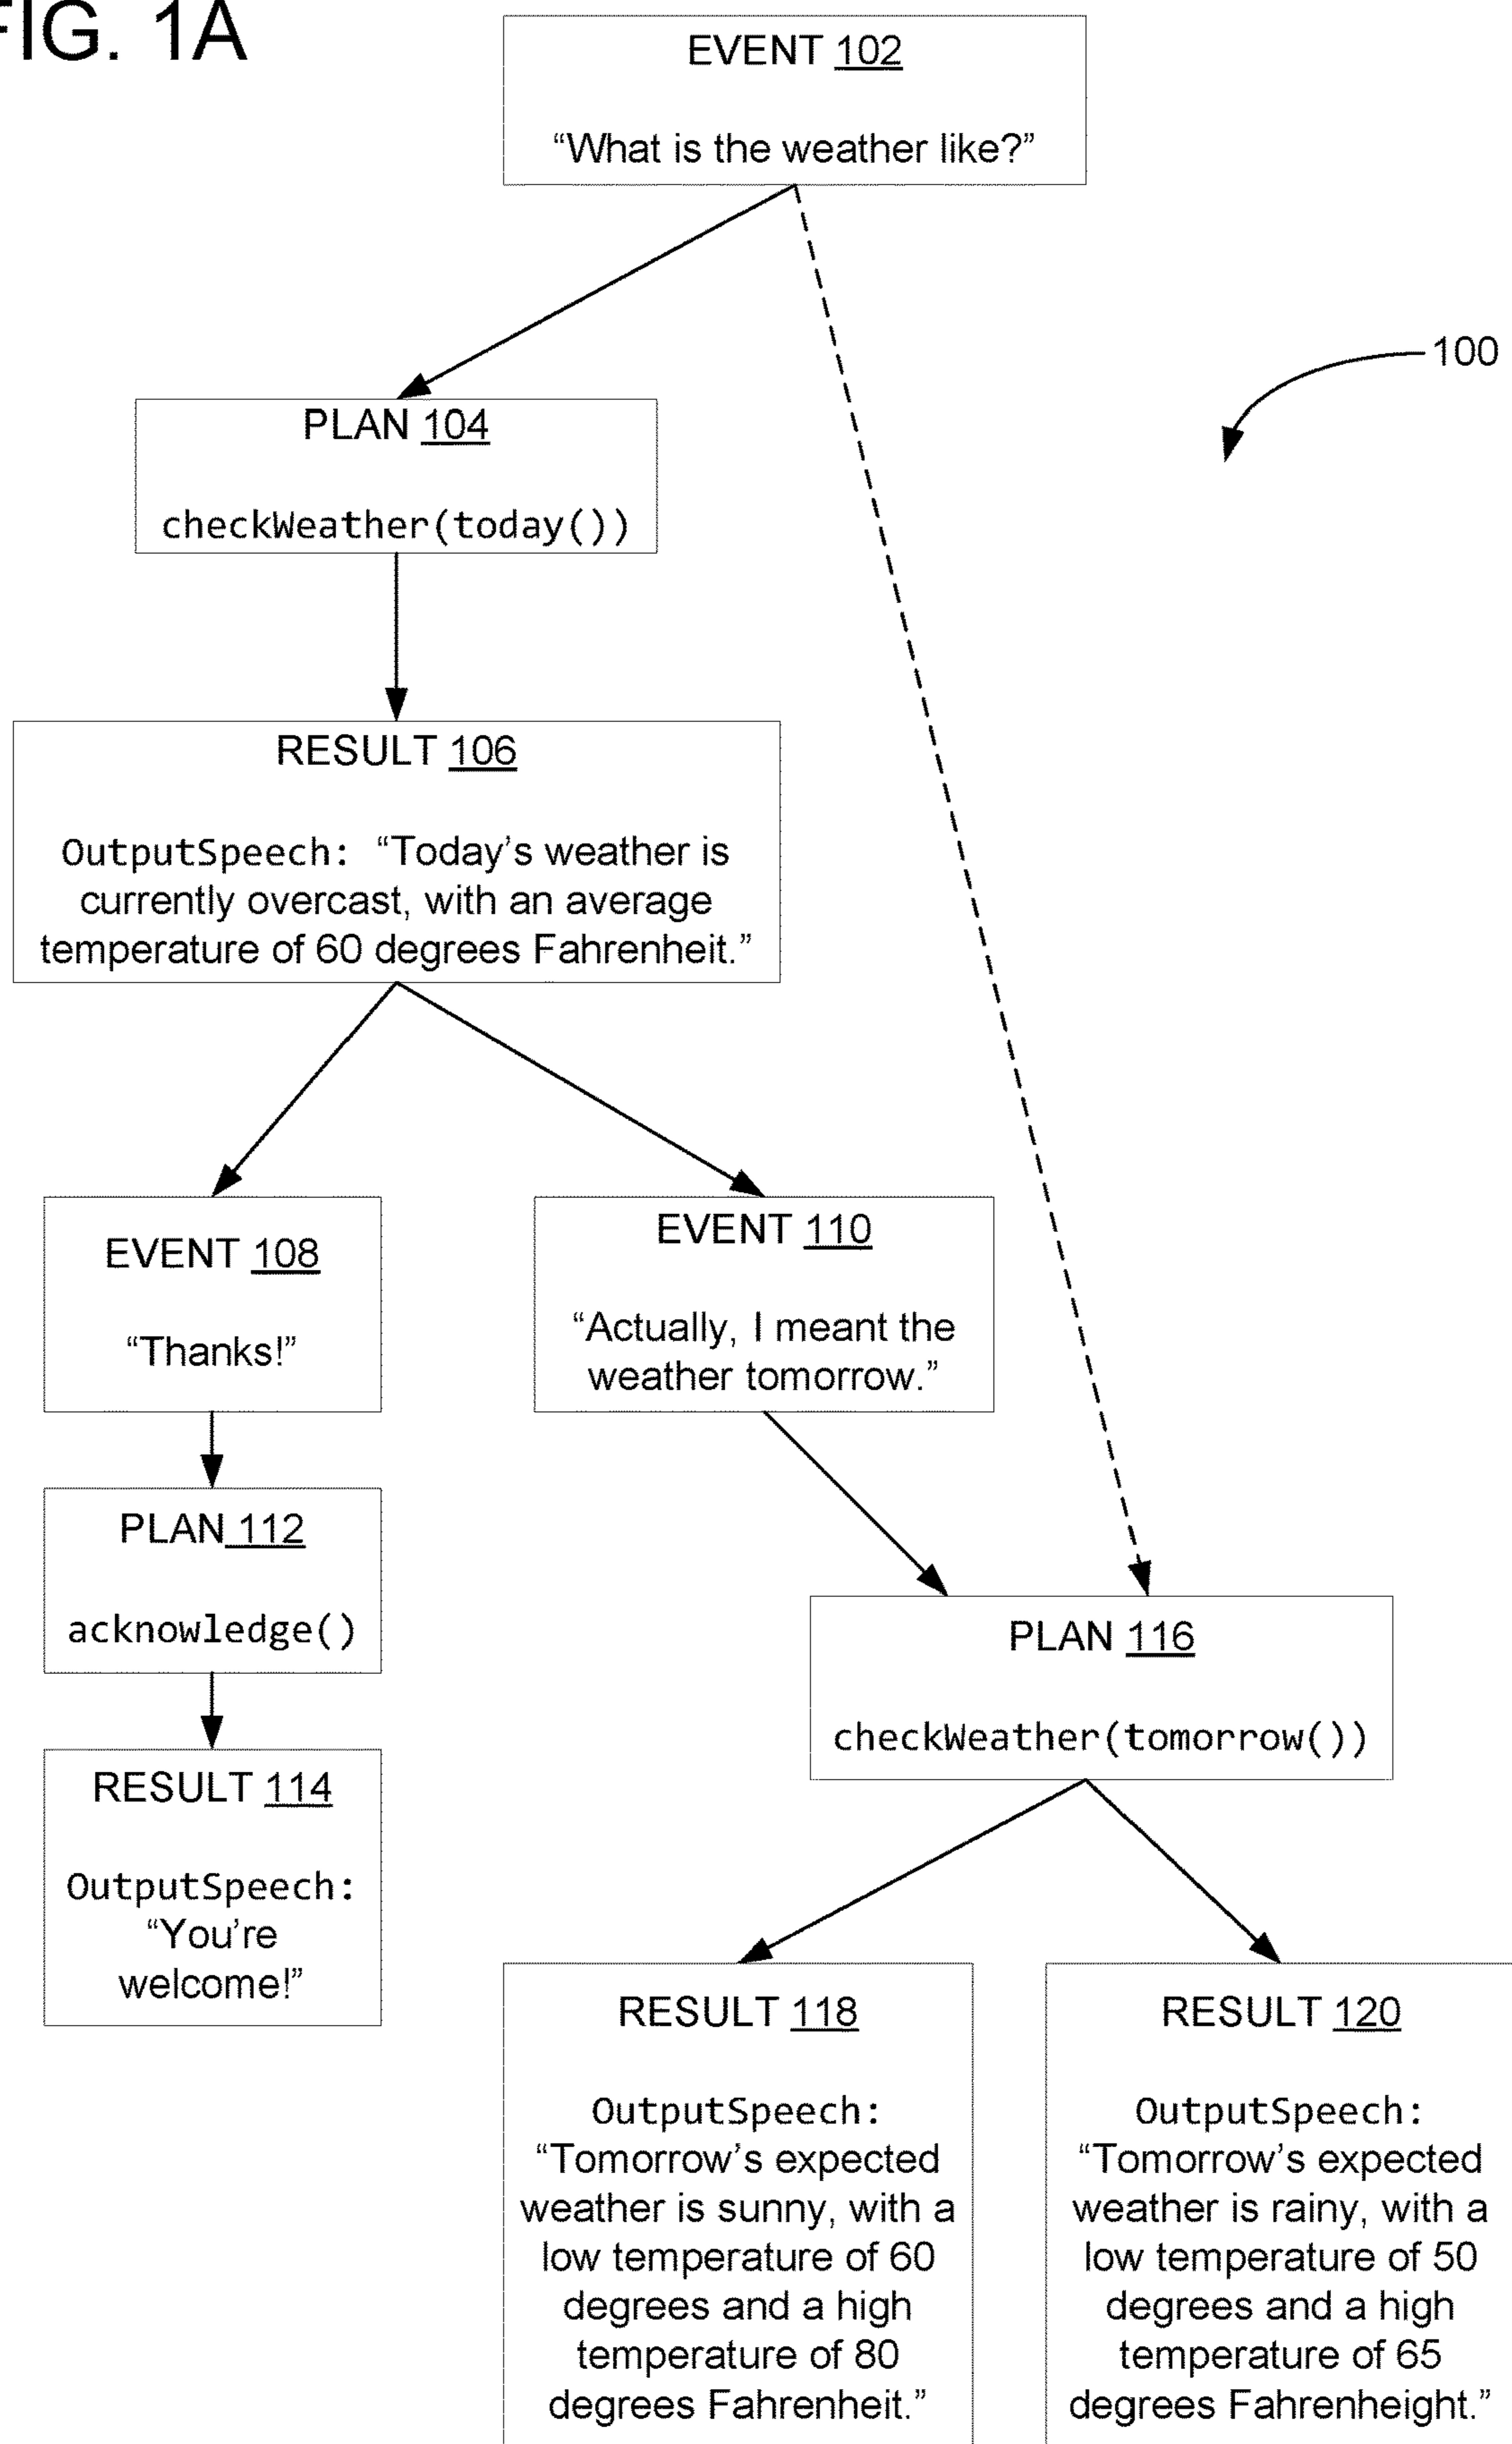 FIG. 1A
EVENT 102
“What is the weather like?”
100
PLAN 104
checkWeather(today())
RESULT 106
OutputSpeech: “Today’s weather is
currently overcast, with an average
temperature of 60 degrees Fahrenheit.”
EVENT 108
“Thanks!”
EVENT 110
“Actually, I meant the
weather tomorrow.”
PLAN 112
acknowledge()
PLAN 116
checkWeather(tomorrow())
RESULT 114
OutputSpeech:
“You’re
welcome!”
RESULT 118
OutputSpeech:
“Tomorrow’s expected
weather is sunny, with a
low temperature of 60
degrees and a high
temperature of 80
degrees Fahrenheit.”
RESULT 120
OutputSpeech:
“Tomorrow’s expected
weather is rainy, with a
low temperature of 50
degrees and a high
temperature of 65
degrees Fahrenheight.”